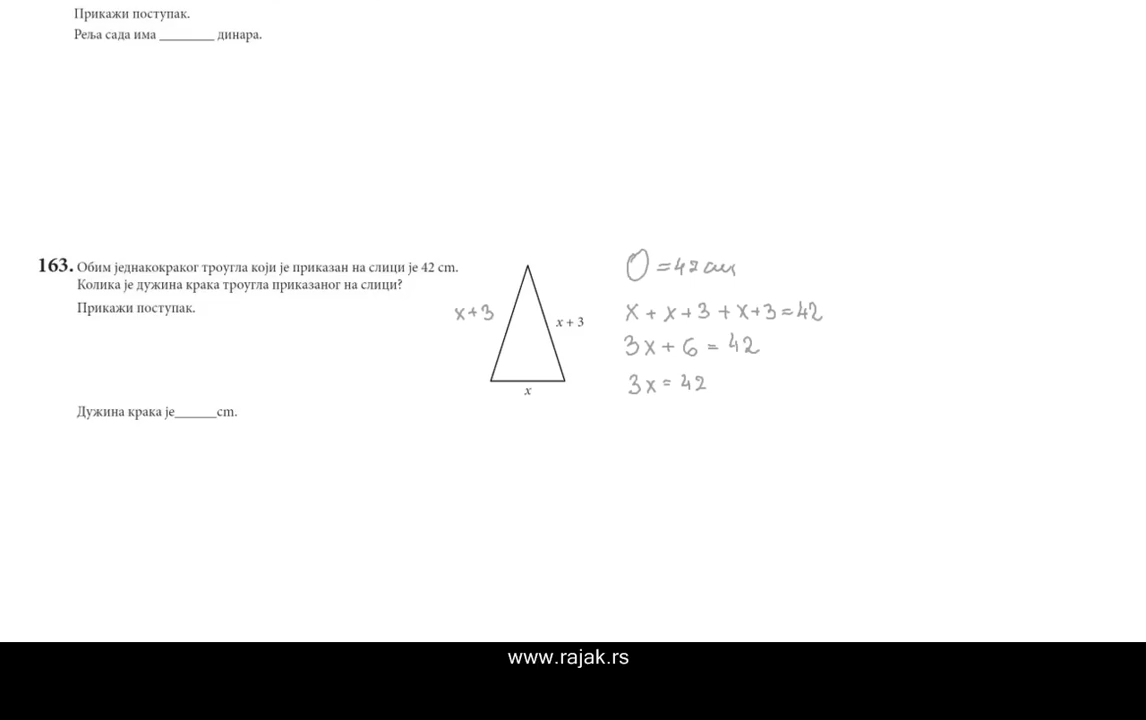 Прикажи поступак.
Реља сада има ________ динара.
163. Обим једнакокраког троугла који је приказан на слици је 42 cm.
Колика је дужина крака троугла приказаног на слици?
Прикажи поступак.
Дужина крака је______cm.
x+3
x + 3
x
O = 42 cm
x + x + 3 + x+3 = 42
3x + 6 = 42
3x = 42
www.rajak.rs